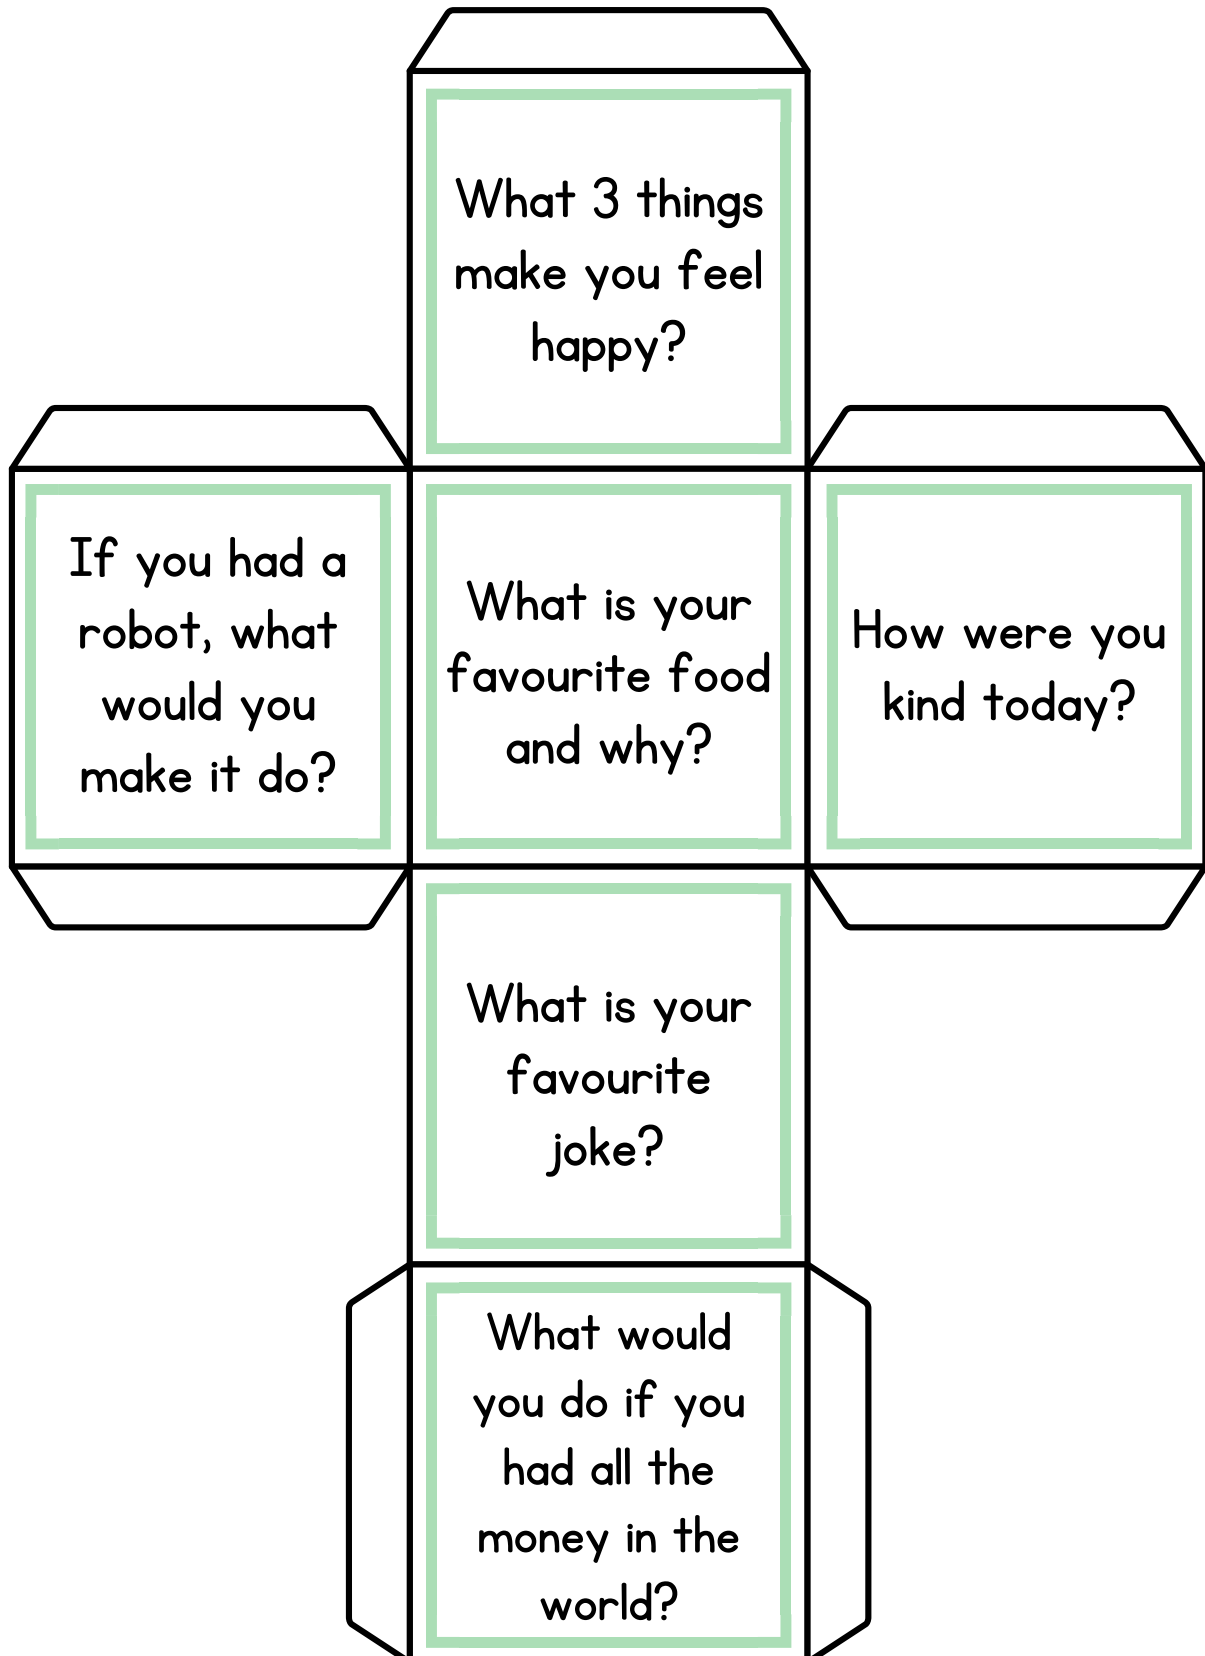 What 3 things
make you feel
happy?
If you had a
robot, what
would you
make it do?
What is your
favourite food
and why?
How were you
kind today?
What is your
favourite
joke?
What would
you do if you
had all the
money in the
world?